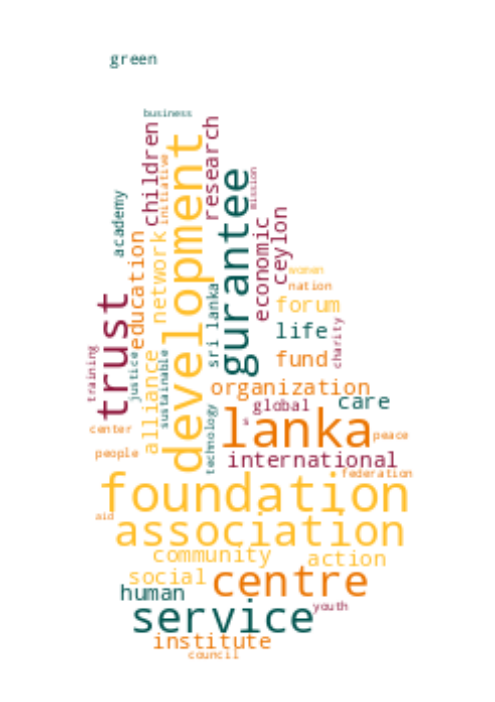 green
business
children
research
initiative
development
gurantee
mission
academy
network
education
economic
ceylon
women
nation
sri lanka
forum
trust
life
charity
training
justice
sustainable
alliance
fund
organization
care
global
technology
s
lanka
center
peace
people
international
federation
foundation
aid
association
community
action
social
centre
human
service
youth
institute
council